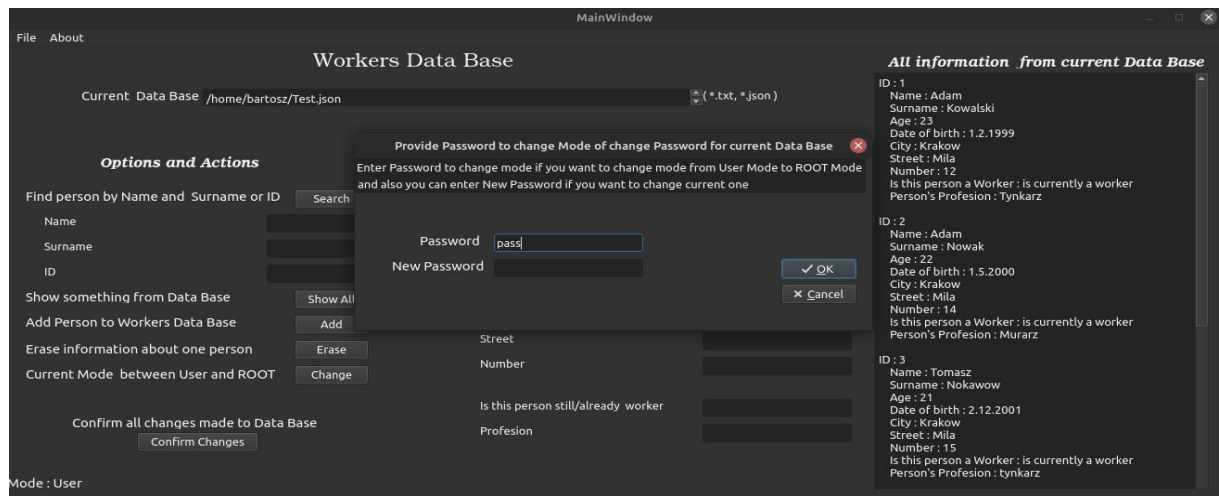 MainWindow
File About
Workers Data Base
Current Data Base /home/bartosz/Test.json (*.txt, *.json )
Options and Actions
Find person by Name and Surname or ID Search
Name
Surname
ID
Show something from Data Base Show All
Add Person to Workers Data Base Add
Erase information about one person Erase
Current Mode between User and ROOT Change
Confirm all changes made to Data Base
Confirm Changes
Mode : User
Provide Password to change Mode of change Password for current Data Base
Enter Password to change mode if you want to change mode from User Mode to ROOT Mode
and also you can enter New Password if you want to change current one
Password pass
New Password
OK
Cancel
Street
Number
Is this person still/already worker
Profesion
All information from current Data Base
ID : 1
Name : Adam
Surname : Kowalski
Age : 23
Date of birth : 1.2.1999
City : Krakow
Street : Mila
Number : 12
Is this person a Worker : is currently a worker
Person's Profesion : Tynkarz
ID : 2
Name : Adam
Surname : Nowak
Age : 22
Date of birth : 1.5.2000
City : Krakow
Street : Mila
Number : 14
Is this person a Worker : is currently a worker
Person's Profesion : Murarz
ID : 3
Name : Tomasz
Surname : Nokawow
Age : 21
Date of birth : 2.12.2001
City : Krakow
Street : Mila
Number : 15
Is this person a Worker : is currently a worker
Person's Profesion : tynkarz